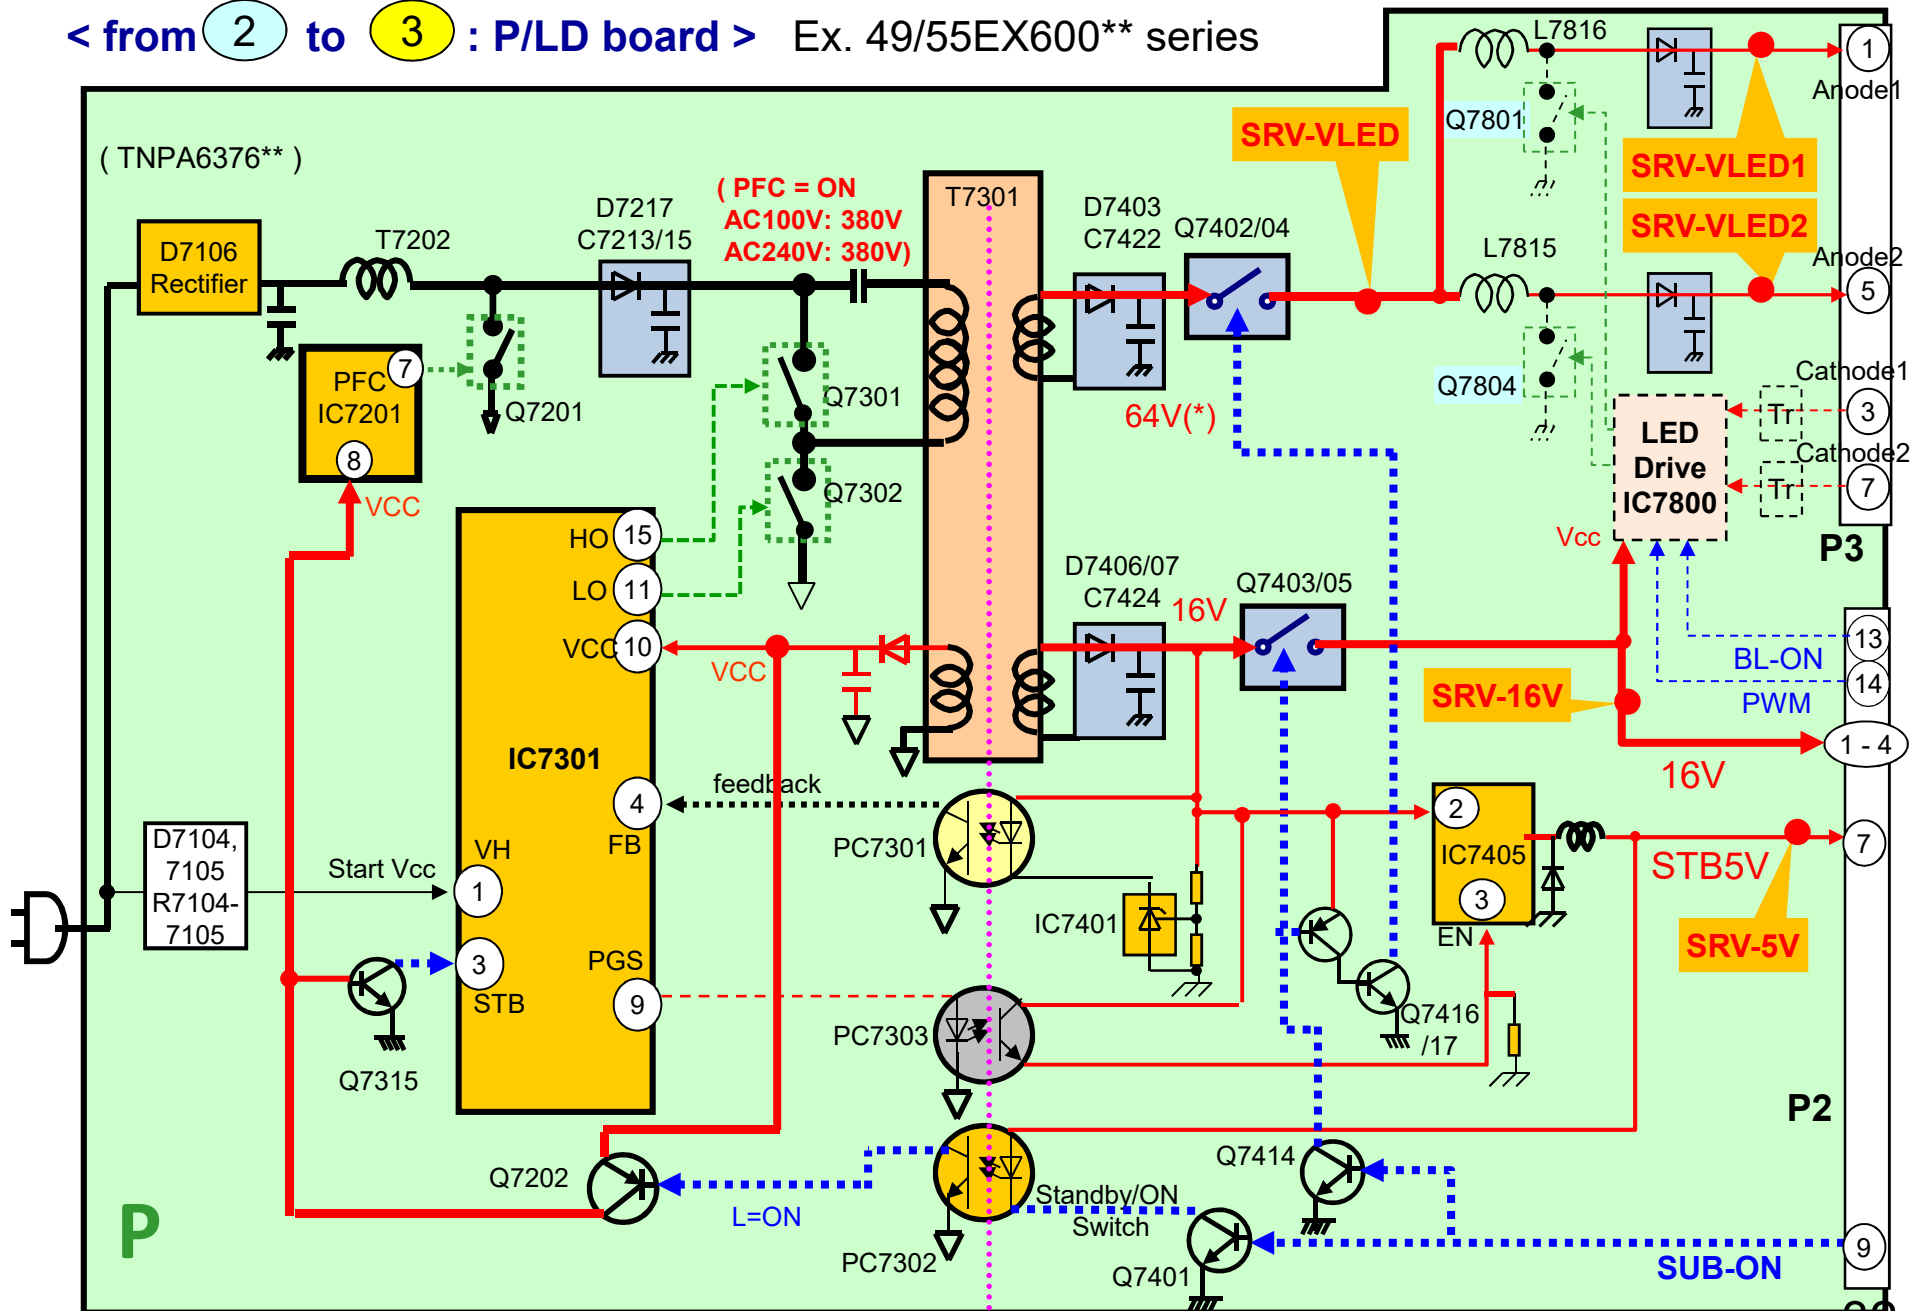 < from 2 to 3 : P/LD board > Ex. 49/55EX600** series
( TNPA6376** )
D7106
Rectifier
T7202
D7217
C7213/15
( PFC = ON
AC100V: 380V
AC240V: 380V)
T7301
D7403
C7422
Q7402/04
64V(*)
SRV-VLED
L7816
Q7801
SRV-VLED1
SRV-VLED2
1
Anode1
L7815
Q7804
Anode2
5
Cathode1
3
Tr
Cathode2
7
Tr
LED
Drive
IC7800
Vcc
P3
PFC
IC7201
7
8
VCC
Q7201
Q7301
Q7302
HO
15
LO
11
VCC
10
VCC
IC7301
4
FB
feedback
VH
1
Start Vcc
3
STB
PGS
9
D7104,
7105
R7104-
7105
Q7315
Q7202
L=ON
P
D7406/07
C7424
16V
Q7403/05
SRV-16V
13
BL-ON
14
PWM
1 - 4
16V
PC7301
IC7401
2
IC7405
3
EN
STB5V
7
SRV-5V
PC7303
Q7416
/17
P2
PC7302
Standby/ON
Switch
Q7414
Q7401
SUB-ON
9